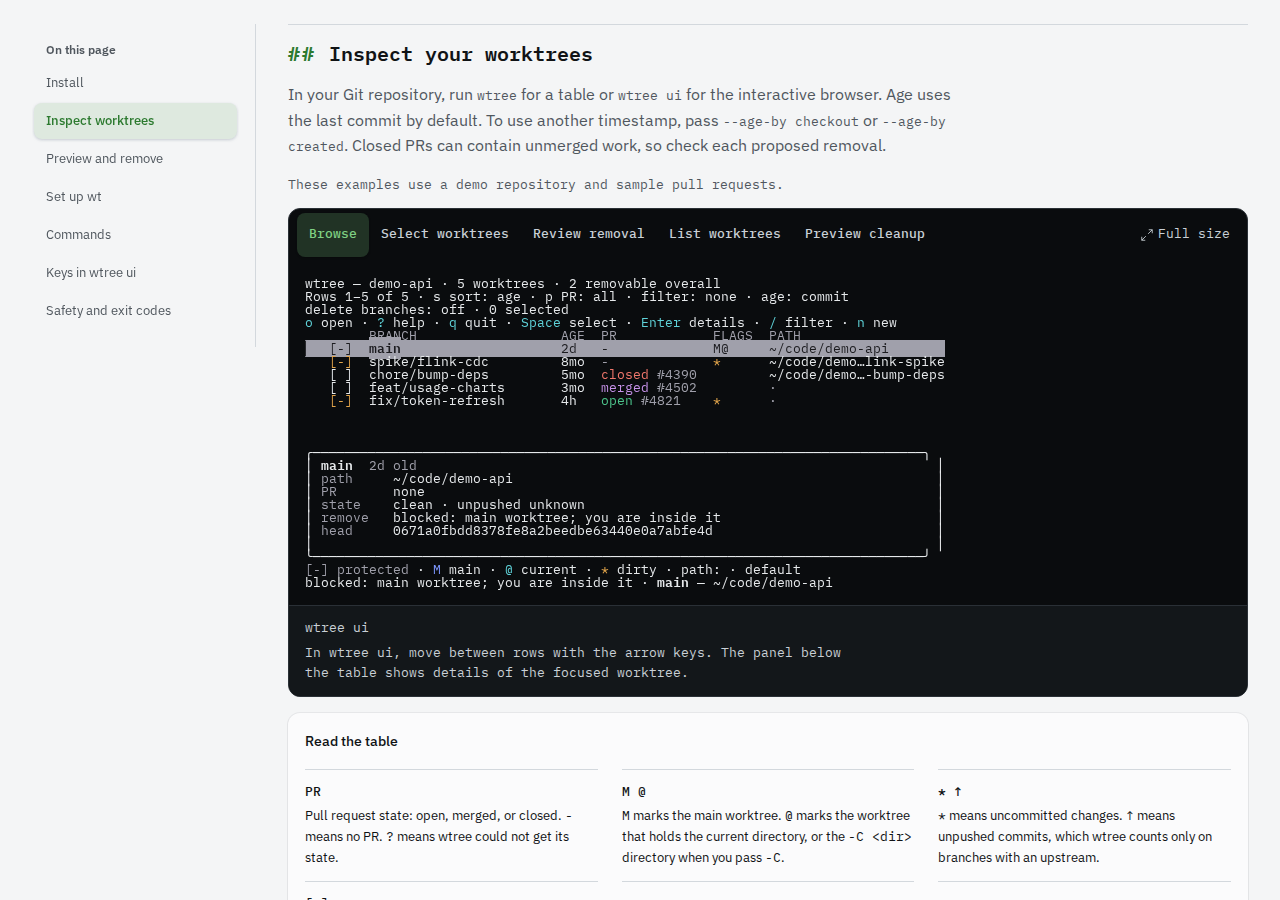 On this page
Install
Inspect worktrees
Preview and remove
Set up wt
Commands
Keys in wtree ui
Safety and exit codes
## Inspect your worktrees
In your Git repository, run wtree for a table or wtree ui for the interactive browser. Age uses
the last commit by default. To use another timestamp, pass --age-by checkout or --age-by
created. Closed PRs can contain unmerged work, so check each proposed removal.
These examples use a demo repository and sample pull requests.
Browse Select worktrees Review removal List worktrees Preview cleanup Full size
wtree — demo-api · 5 worktrees · 2 removable overall
Rows 1–5 of 5 · s sort: age · p PR: all · filter: none · age: commit
delete branches: off · 0 selected
o open · ? help · q quit · Space select · Enter details · / filter · n new
BRANCH AGE PR FLAGS PATH
[-] main 2d - M@ ~/code/demo-api
[-] spike/flink-cdc 8mo - * ~/code/demo…link-spike
[ ] chore/bump-deps 5mo closed #4390 ~/code/demo…-bump-deps
[ ] feat/usage-charts 3mo merged #4502 ·
[-] fix/token-refresh 4h open #4821 * ·
main 2d old
path ~/code/demo-api
PR none
state clean · unpushed unknown
remove blocked: main worktree; you are inside it
head 0671a0fbdd8378fe8a2beedbe63440e0a7abfe4d
[-] protected · M main · @ current · * dirty · path: · default
blocked: main worktree; you are inside it · main — ~/code/demo-api
wtree ui
In wtree ui, move between rows with the arrow keys. The panel below
the table shows details of the focused worktree.
Read the table
PR
Pull request state: open, merged, or closed. -
means no PR. ? means wtree could not get its
state.
M @
M marks the main worktree. @ marks the worktree
that holds the current directory, or the -C <dir>
directory when you pass -C.
* ↑
* means uncommitted changes. ↑ means
unpushed commits, which wtree counts only on
branches with an upstream.